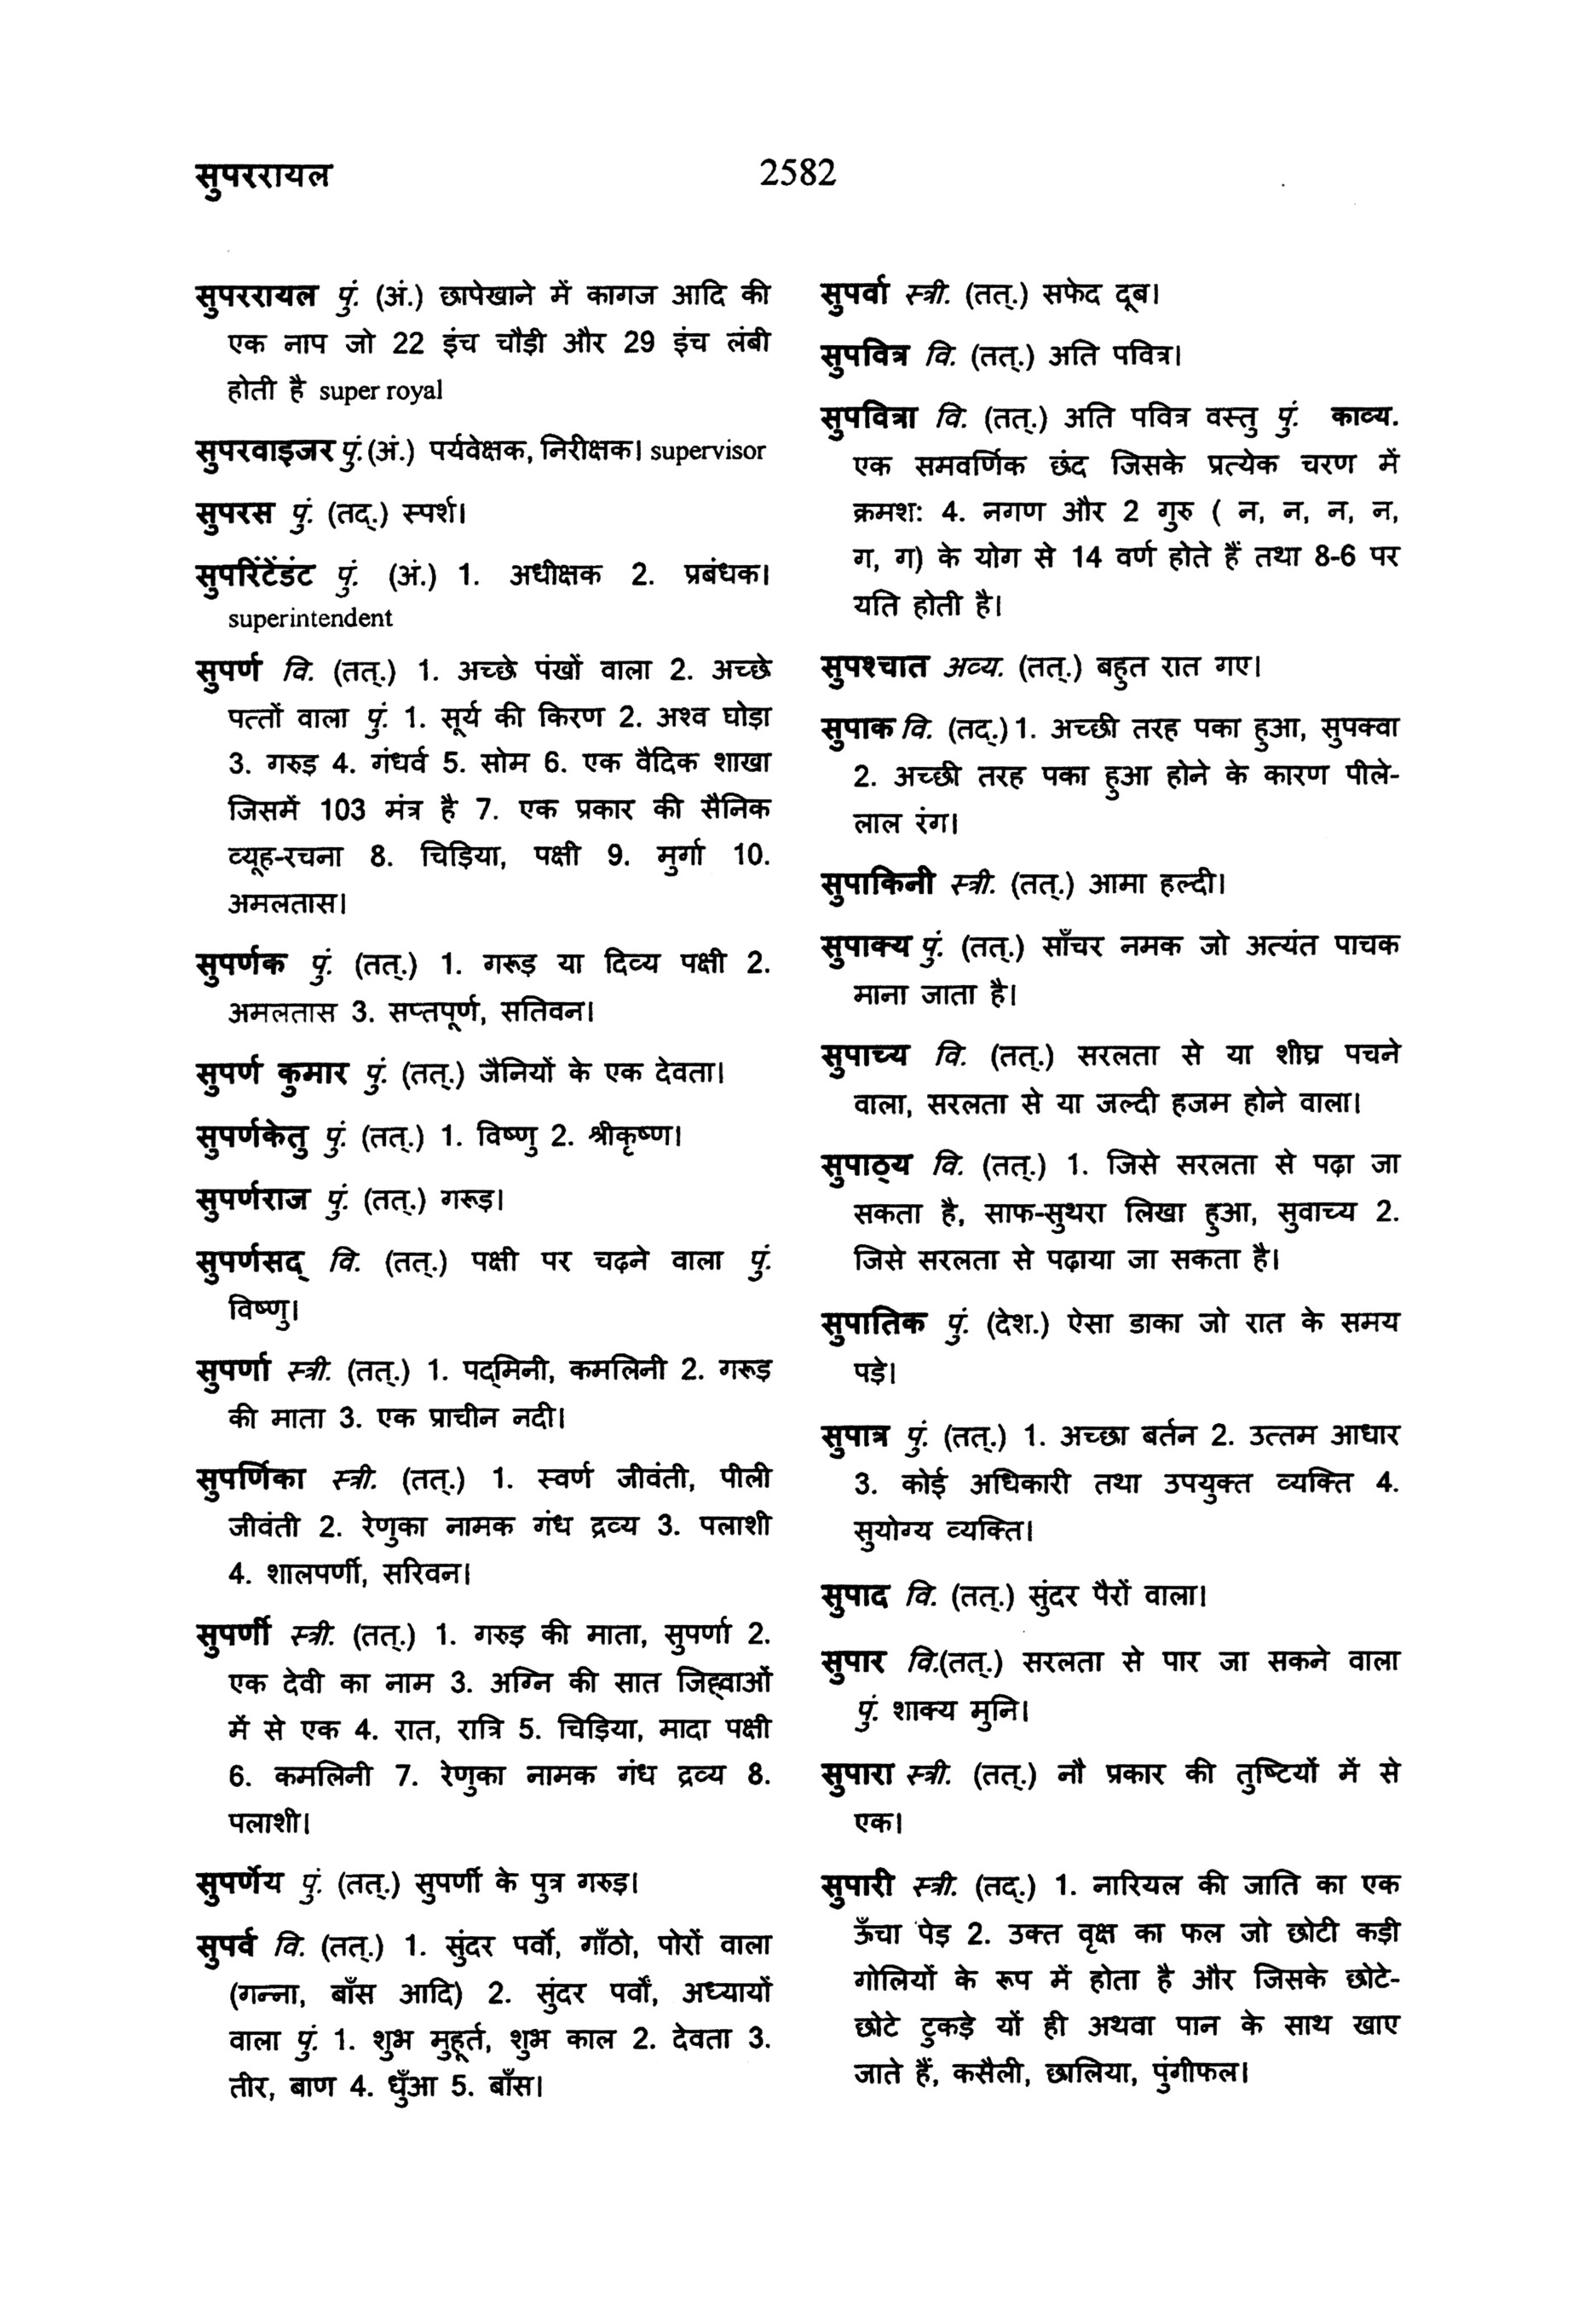 सुपररायल
2582
सुपररायल पुं. (अं.) छापेखाने में कागज आदि की
एक नाप जो 22 इंच चौड़ी और 29 इंच लंबी
होती है super royal
सुपरवाइजर पुं.(अं.) पर्यवेक्षक, निरीक्षक। supervisor
सुपरस पुं. (तद्.) स्पर्श।
सुपरिंटेंडंट पुं. (अं.) 1. अधीक्षक 2. प्रबंधक।
superintendent
सुपर्ण वि. (तत्.) 1. अच्छे पंखों वाला 2. अच्छे
पत्तों वाला पुं. 1. सूर्य की किरण 2. अश्व घोड़ा
3. गरुड़ 4. गंधर्व 5. सोम 6. एक वैदिक शाखा
जिसमें 103 मंत्र है 7. एक प्रकार की सैनिक
व्यूह-रचना 8. चिड़िया, पक्षी 9. मुर्गा 10.
अमलतास।
सुपर्णक पुं. (तत्.) 1. गरूड़ या दिव्य पक्षी 2.
अमलतास 3. सप्तपूर्ण, सतिवन।
सुपर्ण कुमार पुं. (तत्.) जैनियों के एक देवता।
सुपर्णकेतु पुं. (तत्.) 1. विष्णु 2. श्रीकृष्ण।
सुपर्णराज पुं. (तत्.) गरूड़।
सुपर्णसद् वि. (तत्.) पक्षी पर चढ़ने वाला पुं.
विष्णु।
सुपर्णा स्त्री. (तत्.) 1. पद्मिनी, कमलिनी 2. गरूड़
की माता 3. एक प्राचीन नदी।
सुपर्णिका स्त्री. (तत्.) 1. स्वर्ण जीवंती, पीली
जीवंती 2. रेणुका नामक गंध द्रव्य 3. पलाशी
4. शालपर्णी, सरिवन।
सुपर्णी स्त्री. (तत्.) 1. गरुड़ की माता, सुपर्णा 2.
एक देवी का नाम 3. अग्नि की सात जिह्वाओं
में से एक 4. रात, रात्रि 5. चिड़िया, मादा पक्षी
6. कमलिनी 7. रेणुका नामक गंध द्रव्य 8.
पलाशी।
सुपर्णेय पुं. (तत्.) सुपर्णी के पुत्र गरुड़।
सुपर्व वि. (तत्.) 1. सुंदर पर्वो, गाँठो, पोरों वाला
(गन्ना, बाँस आदि) 2. सुंदर पर्वों, अध्यायों
वाला पुं. 1. शुभ मुहूर्त, शुभ काल 2. देवता 3.
तीर, बाण 4. धुँआ 5. बाँस।
सुपर्वा स्त्री. (तत्.) सफेद दूब।
सुपवित्र वि. (तत्.) अति पवित्र।
सुपवित्रा वि. (तत्.) अति पवित्र वस्तु पुं. काव्य.
एक समवर्णिक छंद जिसके प्रत्येक चरण में
क्रमश: 4. नगण और 2 गुरु ( न, न, न, न,
ग, ग) के योग से 14 वर्ण होते हैं तथा 8-6 पर
यति होती है।
सुपश्चात अव्य. (तत्.) बहुत रात गए।
सुपाक वि. (तद्.) 1. अच्छी तरह पका हुआ, सुपक्वा
2. अच्छी तरह पका हुआ होने के कारण पीले-
लाल रंग।
सुपाकिनी स्त्री. (तत्.) आमा हल्दी।
सुपाक्य पुं. (तत्.) साँचर नमक जो अत्यंत पाचक
माना जाता है।
सुपाच्य वि. (तत्.) सरलता से या शीघ्र पचने
वाला, सरलता से या जल्दी हजम होने वाला।
सुपाठ्य वि. (तत्.) 1. जिसे सरलता से पढ़ा जा
सकता है, साफ-सुथरा लिखा हुआ, सुवाच्य 2.
जिसे सरलता से पढ़ाया जा सकता है।
सुपातिक पुं. (देश.) ऐसा डाका जो रात के समय
पड़े।
सुपात्र पुं. (तत्.) 1. अच्छा बर्तन 2. उत्तम आधार
3. कोई अधिकारी तथा उपयुक्त व्यक्ति 4.
सुयोग्य व्यक्ति।
सुपाद वि. (तत्.) सुंदर पैरों वाला।
सुपार वि.(तत्.) सरलता से पार जा सकने वाला
पुं. शाक्य मुनि।
सुपारा स्त्री. (तत्.) नौ प्रकार की तुष्टियों में से
एक।
सुपारी स्त्री. (तद्.) 1. नारियल की जाति का एक
ऊँचा पेड़ 2. उक्त वृक्ष का फल जो छोटी कड़ी
गोलियों के रूप में होता है और जिसके छोटे-
छोटे टुकड़े यों ही अथवा पान के साथ खाए
जाते हैं, कसैली, छालिया, पुंगीफल।